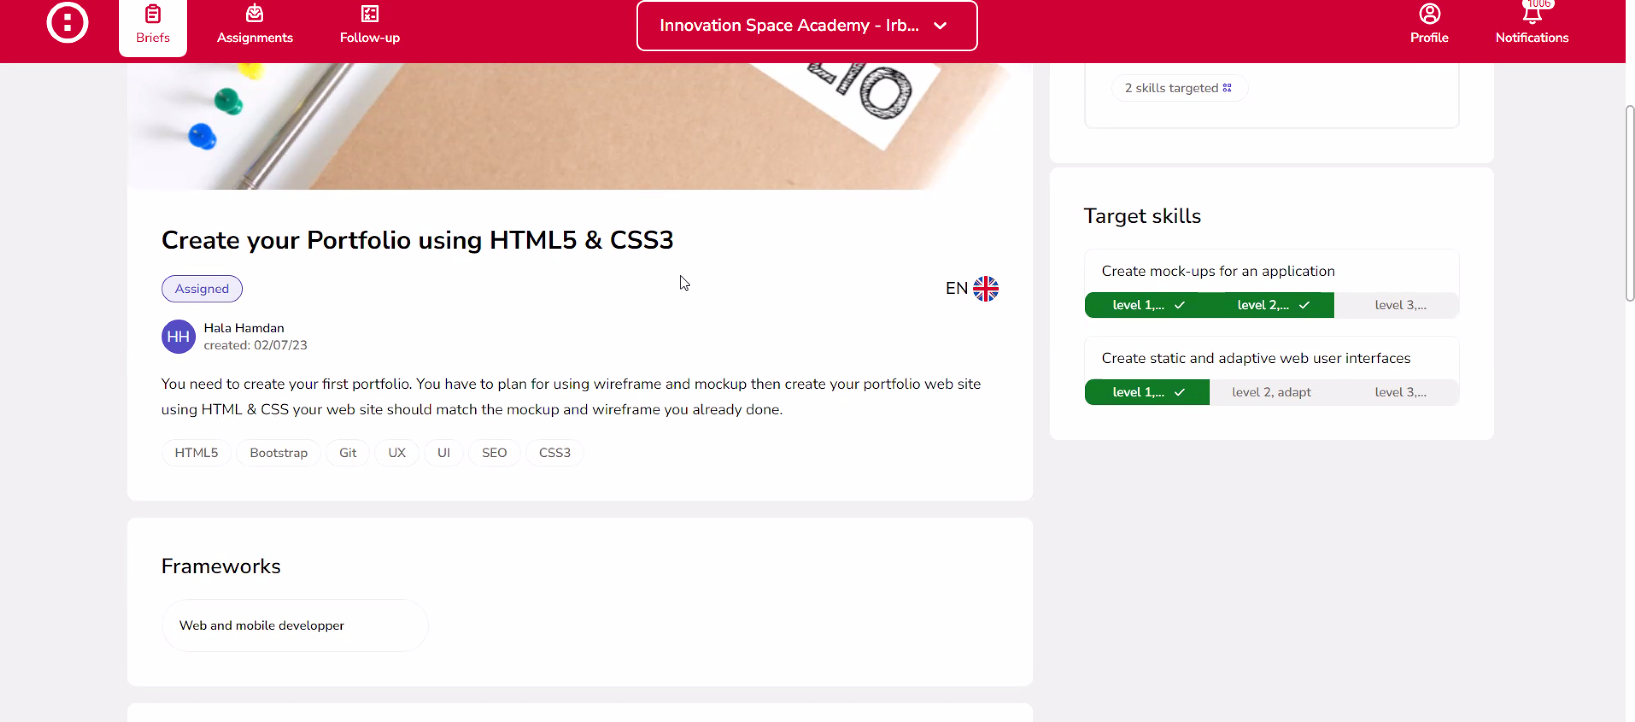 Briefs
Assignments
Follow-up
Innovation Space Academy - Irb...
Profile
1006
Notifications
2 skills targeted
Create your Portfolio using HTML5 & CSS3
Assigned
EN
HH
Hala Hamdan
created: 02/07/23
You need to create your first portfolio. You have to plan for using wireframe and mockup then create your portfolio web site
using HTML & CSS your web site should match the mockup and wireframe you already done.
HTML5
Bootstrap
Git
UX
UI
SEO
CSS3
Frameworks
Web and mobile developper
Target skills
Create mock-ups for an application
level 1,...
level 2,...
level 3,...
Create static and adaptive web user interfaces
level 1,...
level 2, adapt
level 3,...